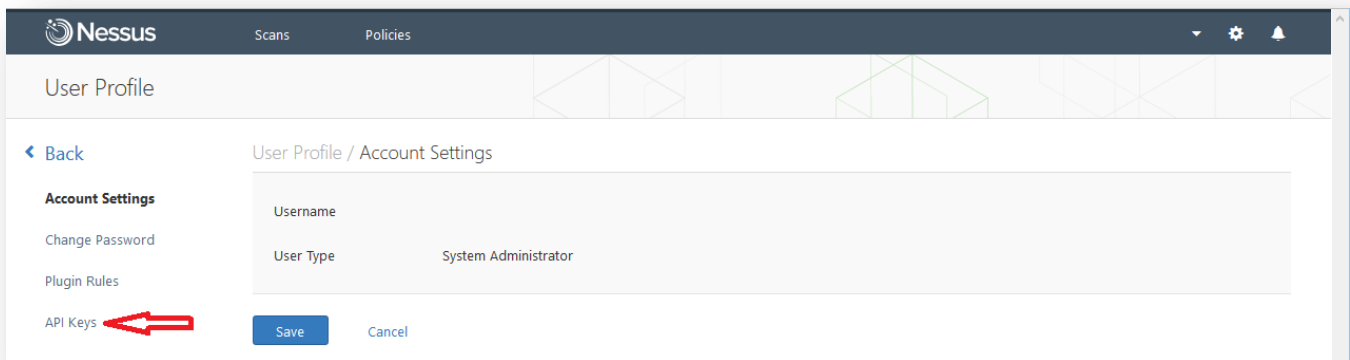 Nessus Scans Policies
User Profile
Back
User Profile / Account Settings
Account Settings
Username
Change Password
User Type System Administrator
Plugin Rules
API Keys
Save Cancel